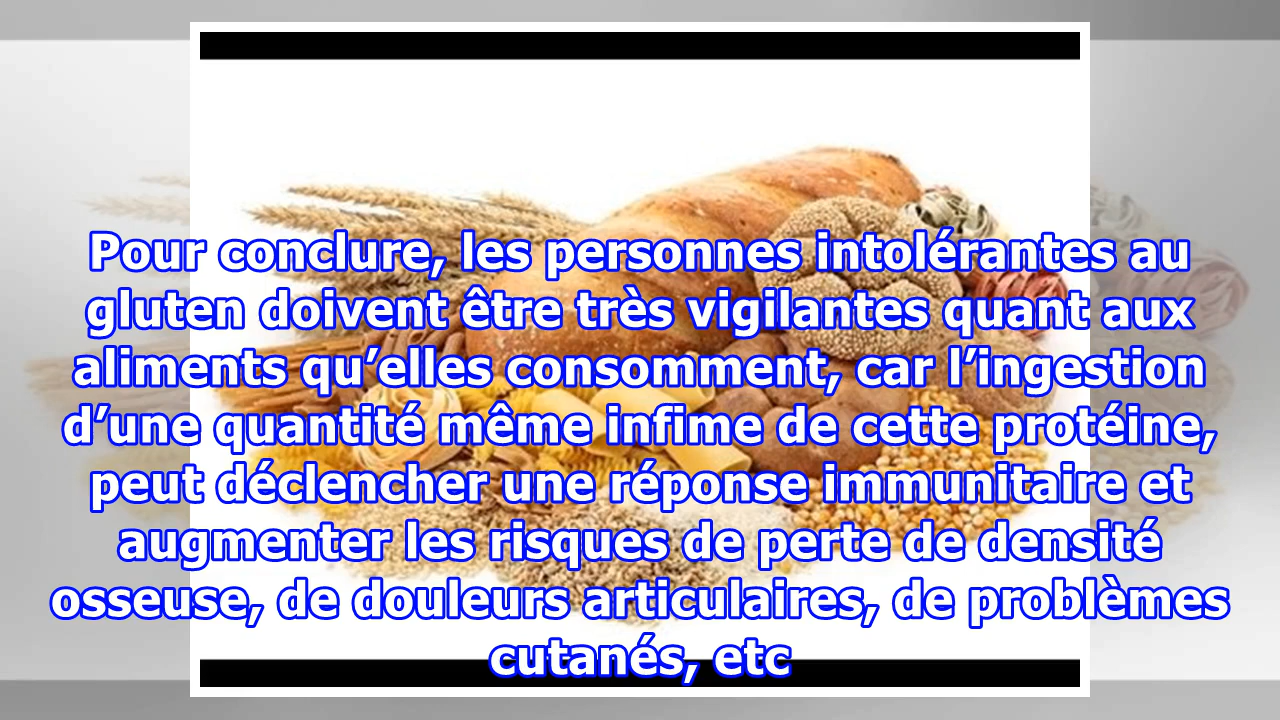 Pour conclure, les personnes intolérantes au
gluten doivent être très vigilantes quant aux
aliments qu’elles consomment, car l’ingestion
d’une quantité même infime de cette protéine,
peut déclencher une réponse immunitaire et
augmenter les risques de perte de densité
osseuse, de douleurs articulaires, de problèmes
cutanés, etc